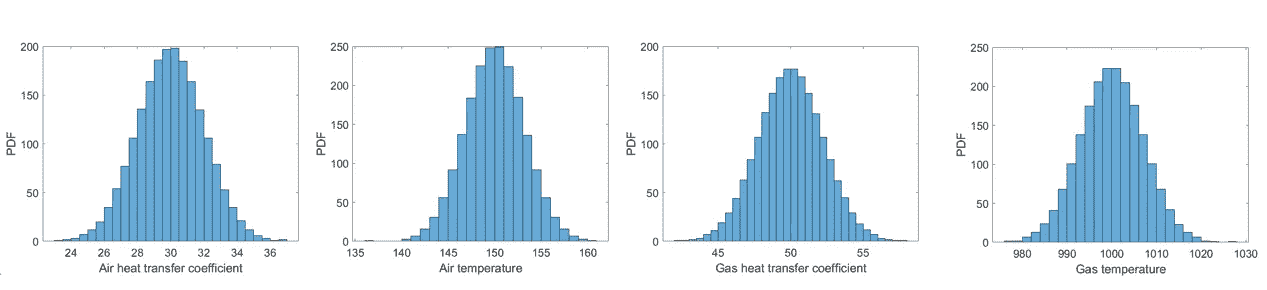 PDF
200
150
100
50
0
24 26 28 30 32 34 36
Air heat transfer coefficient
PDF
250
200
150
100
50
0
135 140 145 150 155 160
Air temperature
PDF
200
150
100
50
0
45 50 55
Gas heat transfer coefficient
PDF
250
200
150
100
50
0
980 990 1000 1010 1020 1030
Gas temperature